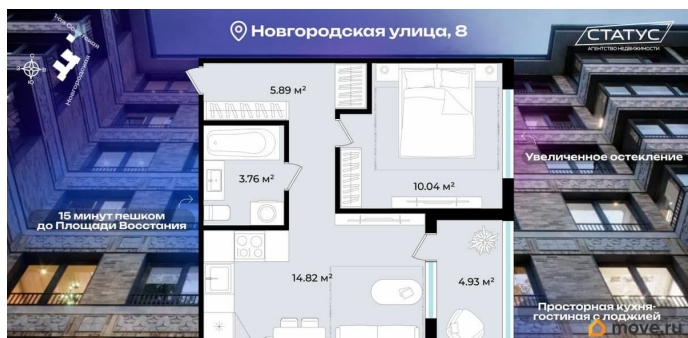 Новгородская улица, 8
СТАТУС
АГЕНТСТВО НЕДВИЖИМОСТИ
Новгородская
5.89 м²
3.76 м²
10.04 м²
Увеличенное остекление
15 минут пешком
до Площади Восстания
14.82 м²
4.93 м²
Просторная кухня-
гостиная с лоджией
move.ru